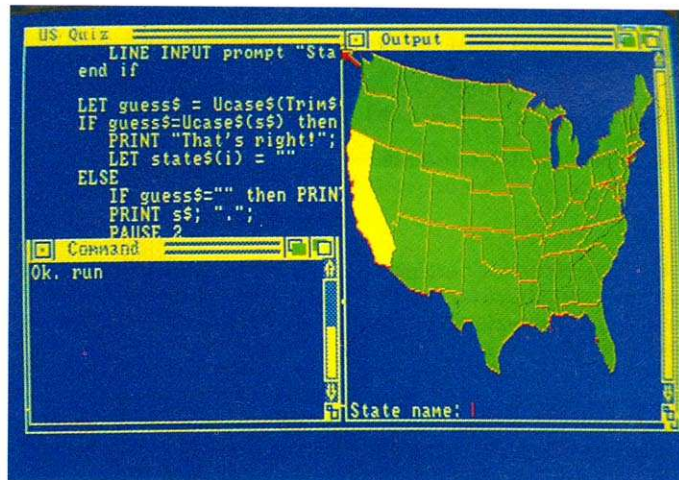 US Quiz
LINE INPUT prompt "Sta
end if
LET guess$ = Ucase$(Trim$
IF guess$=Ucase$(s$) then
PRINT "That's right!";
LET state$(i) = ""
ELSE
IF guess$="" then PRINT
PRINT s$; ".";
PAUSE 2
Command
Ok. run
Output
State name: